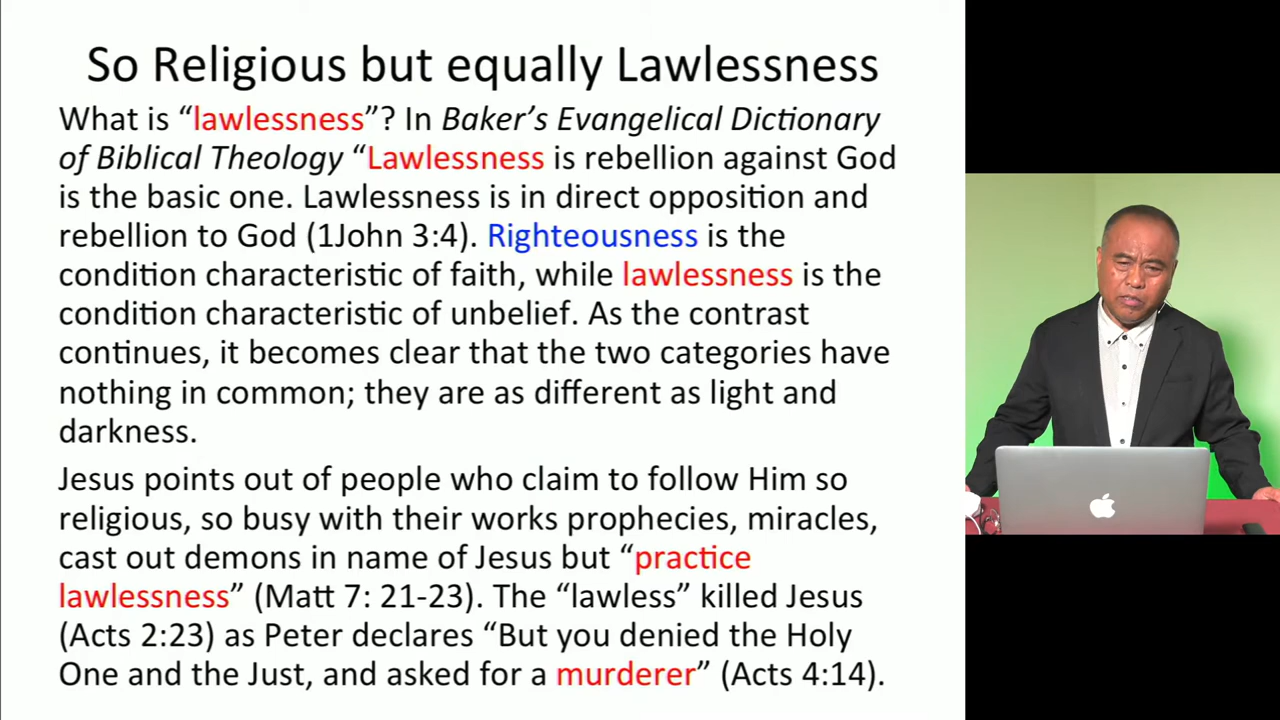 So Religious but equally Lawlessness
What is “lawlessness”? In Baker’s Evangelical Dictionary
of Biblical Theology “Lawlessness is rebellion against God
is the basic one. Lawlessness is in direct opposition and
rebellion to God (1John 3:4). Righteousness is the
condition characteristic of faith, while lawlessness is the
condition characteristic of unbelief. As the contrast
continues, it becomes clear that the two categories have
nothing in common; they are as different as light and
darkness.
Jesus points out of people who claim to follow Him so
religious, so busy with their works prophecies, miracles,
cast out demons in name of Jesus but “practice
lawlessness” (Matt 7: 21-23). The “lawless” killed Jesus
(Acts 2:23) as Peter declares “But you denied the Holy
One and the Just, and asked for a murderer” (Acts 4:14).